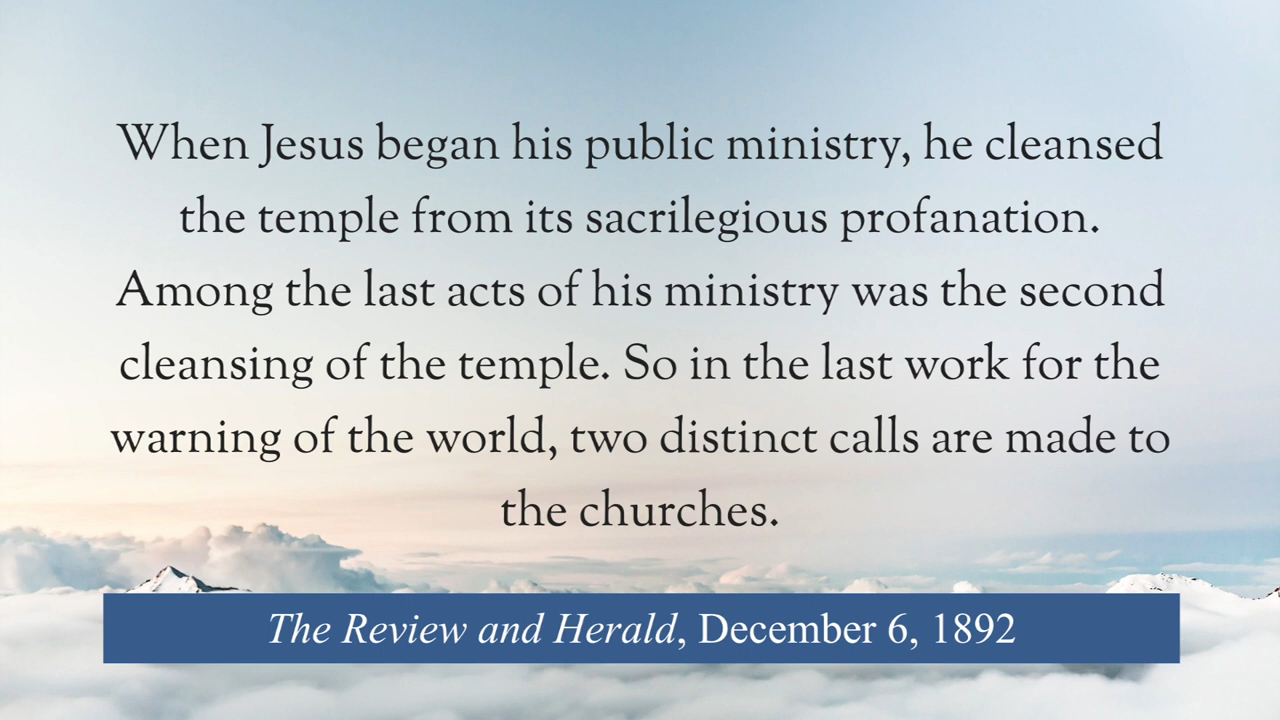 When Jesus began his public ministry, he cleansed
the temple from its sacrilegious profanation.
Among the last acts of his ministry was the second
cleansing of the temple. So in the last work for the
warning of the world, two distinct calls are made to
the churches.
The Review and Herald, December 6, 1892